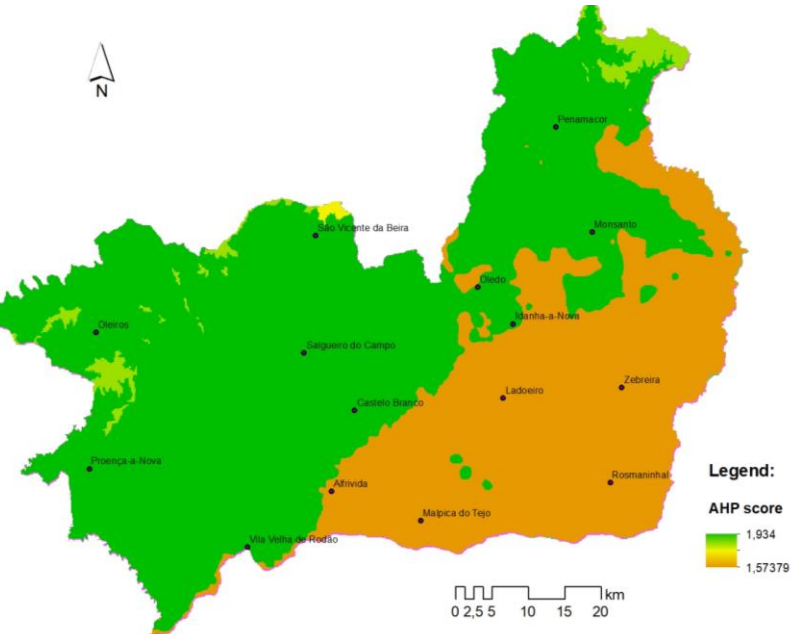 N
Penamacor
Monsanto
São Vicente da Beira
Oledo
Idanha-a-Nova
Oleiros
Salgueiro do Campo
Zebreira
Ladoeiro
Castelo Branco
Proença-a-Nova
Rosmaninhal
Alfrivida
Malpica do Tejo
Vila Velha de Rodão
Legend:
AHP score
1,934
1,57379
km
0 2,5 5 10 15 20